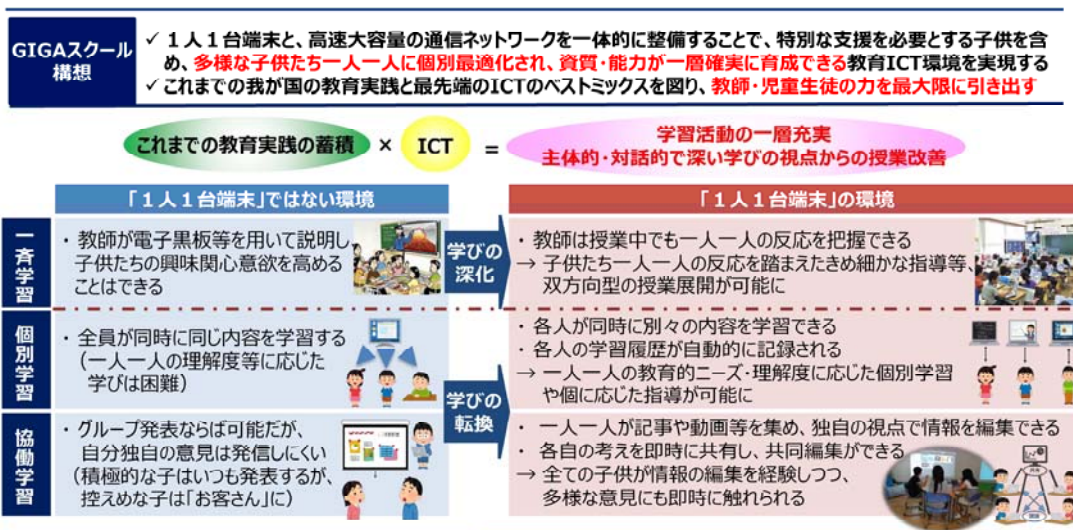 GIGAスクール
構想
✓ 1人1台端末と、高速大容量の通信ネットワークを一体的に整備することで、特別な支援を必要とする子供を含
め、多様な子供たち一人一人に個別最適化され、資質・能力が一層確実に育成できる教育ICT環境を実現する
✓ これまでの我が国の教育実践と最先端のICTのベストミックスを図り、教師・児童生徒の力を最大限に引き出す
これまでの教育実践の蓄積 × ICT =
学習活動の一層充実
主体的・対話的で深い学びの視点からの授業改善
「1人1台端末」ではない環境
「1人1台端末」の環境
一斉学習
・教師が電子黒板等を用いて説明し、
子供たちの興味関心意欲を高める
ことはできる
学びの
深化
・教師は授業中でも一人一人の反応を把握できる
→ 子供たち一人一人の反応を踏まえたきめ細かな指導等、
双方向型の授業展開が可能に
個別学習
・全員が同時に同じ内容を学習する
(一人一人の理解度等に応じた
学びは困難)
学びの
転換
・各人が同時に別々の内容を学習できる
・各人の学習履歴が自動的に記録される
→ 一人一人の教育的ニーズ・理解度に応じた個別学習
や個に応じた指導が可能に
協働学習
・グループ発表ならば可能だが、
自分独自の意見は発信しにくい
(積極的な子はいつも発表するが、
控えめな子は「お客さん」に)
・一人一人が記事や動画等を集め、独自の視点で情報を編集できる
・各自の考えを即時に共有し、共同編集ができる
→ 全ての子供が情報の編集を経験しつつ、
多様な意見にも即時に触れられる